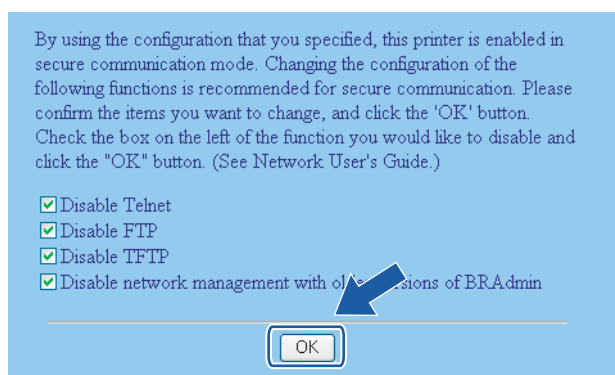 By using the configuration that you specified, this printer is enabled in
secure communication mode. Changing the configuration of the
following functions is recommended for secure communication. Please
confirm the items you want to change, and click the 'OK' button.
Check the box on the left of the function you would like to disable and
click the "OK" button. (See Network User's Guide.)
Disable Telnet
Disable FTP
Disable TFTP
Disable network management with of BRAdmin
OK